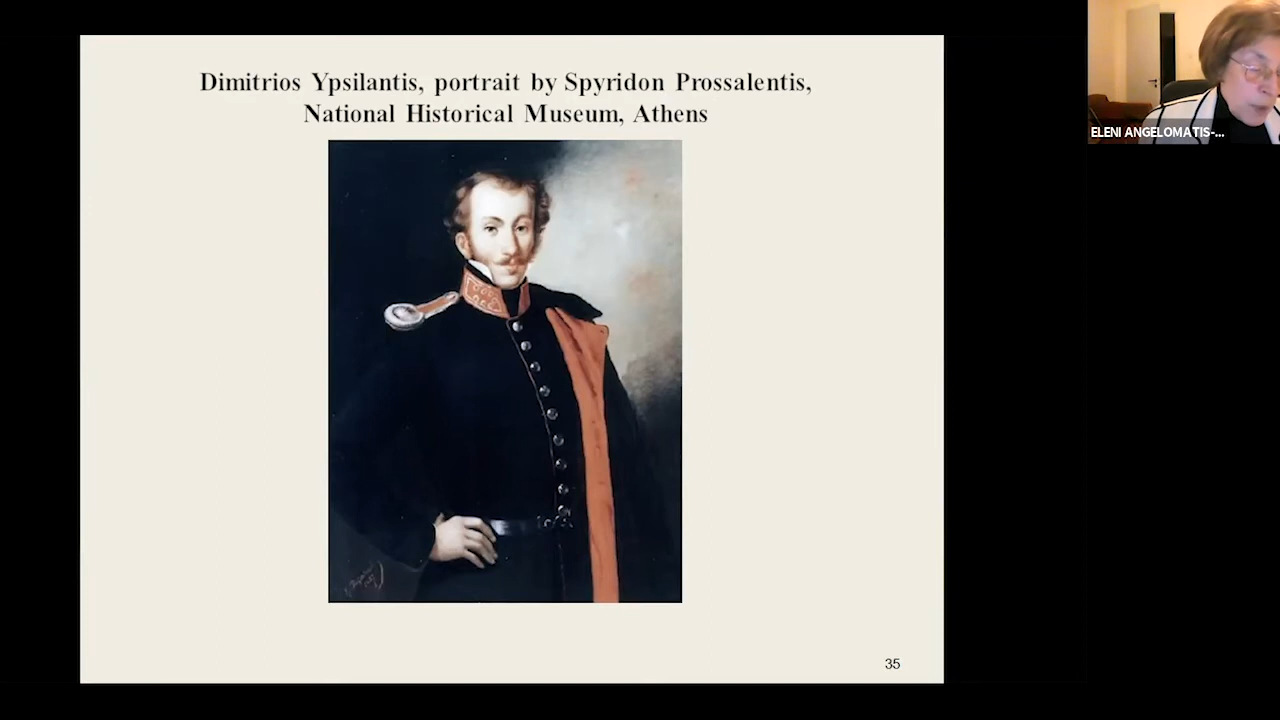 Dimitrios Ypsilantis, portrait by Spyridon Prossalentis,
National Historical Museum, Athens
ELENI ANGELOMATIS-...
35